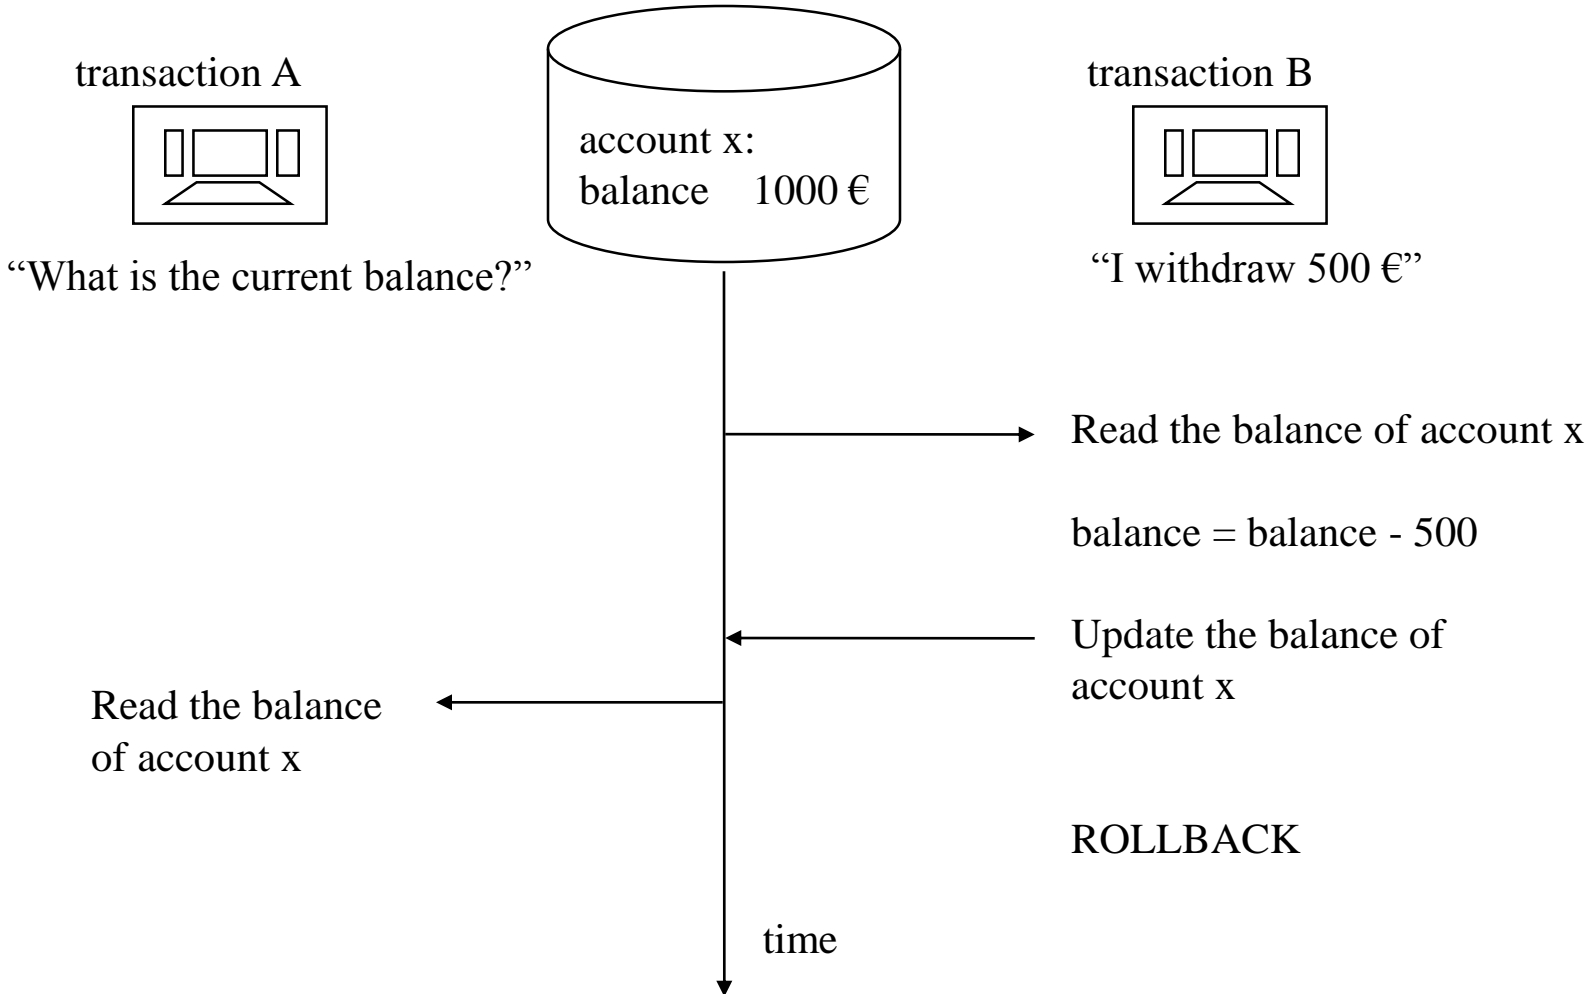 transaction A
transaction B
account x:
balance 1000 €
“What is the current balance?”
“I withdraw 500 €”
Read the balance of account x
balance = balance - 500
Update the balance of
account x
Read the balance
of account x
ROLLBACK
time